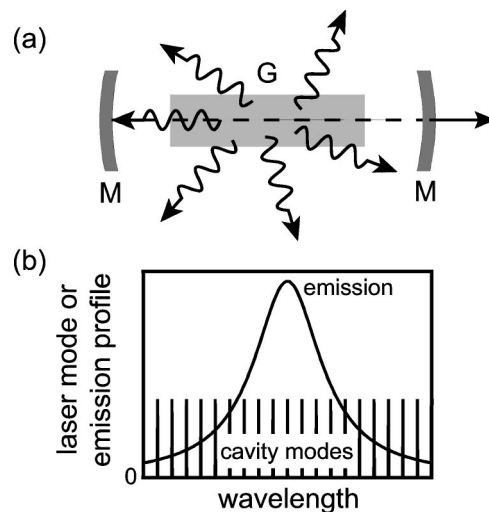 (a)
G
M
M
(b)
laser mode or
emission profile
emission
cavity modes
0
wavelength